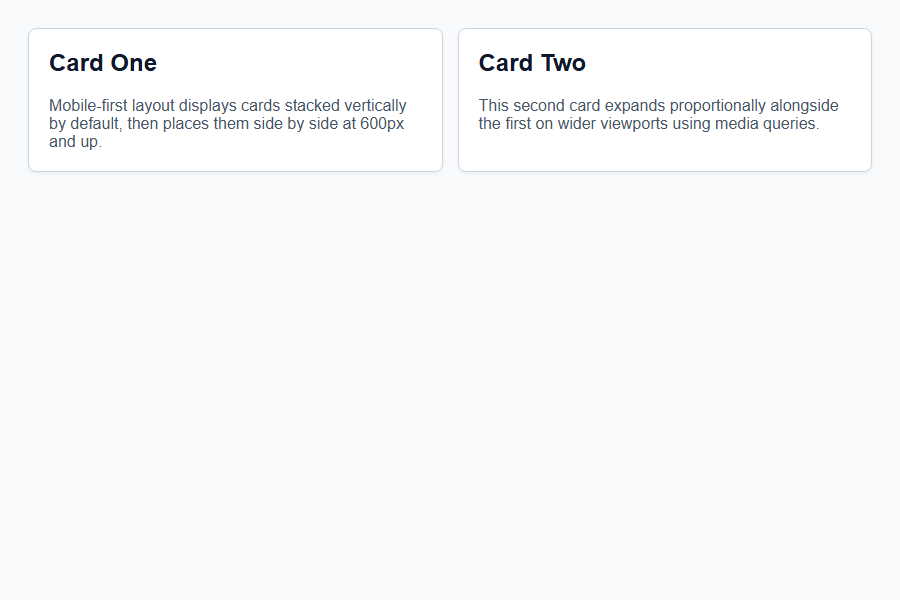 Card One
Mobile-first layout displays cards stacked vertically
by default, then places them side by side at 600px
and up.
Card Two
This second card expands proportionally alongside
the first on wider viewports using media queries.